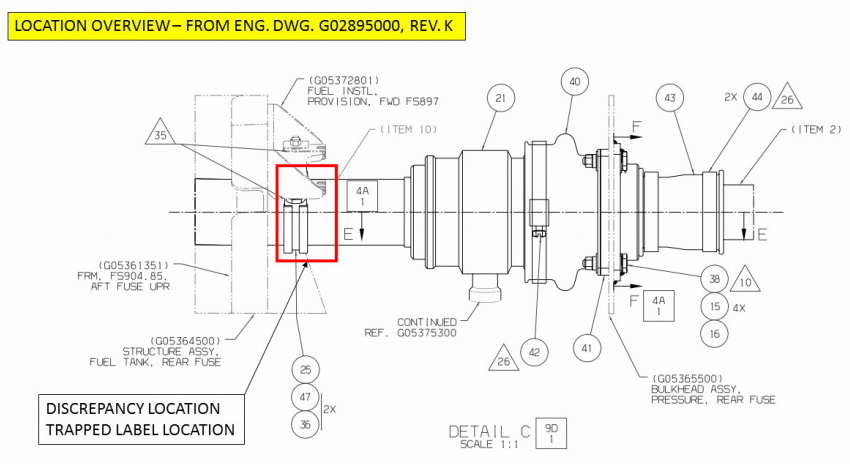 LOCATION OVERVIEW – FROM ENG. DWG. G02895000, REV. K
(G05372801)
FUEL INSTL,
PROVISION, FWD FS897
21
40
43
2X
44
26
F
35
(ITEM 10)
(ITEM 2)
4A
1
E
E
(G05361351)
FRM, FS904.85,
AFT FUSE UPR
38
10
F
4A
1
15
4X
16
CONTINUED
REF. G05375300
(G05364500)
STRUCTURE ASSY,
FUEL TANK, REAR FUSE
26
42
41
25
47
2X
36
(G05365500)
BULKHEAD ASSY,
PRESSURE, REAR FUSE
DISCREPANCY LOCATION
TRAPPED LABEL LOCATION
DETAIL C
SCALE 1:1
9D
1